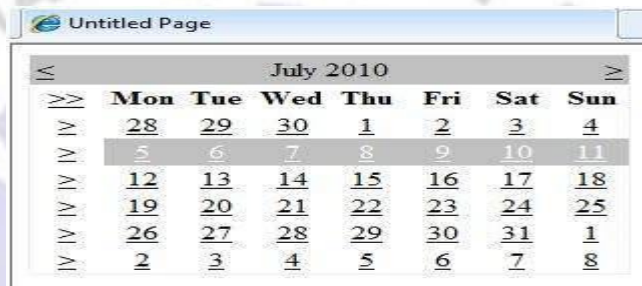 Untitled Page
< July 2010 >
>> Mon Tue Wed Thu Fri Sat Sun
> 28 29 30 1 2 3 4
> 5 6 7 8 9 10 11
> 12 13 14 15 16 17 18
> 19 20 21 22 23 24 25
> 26 27 28 29 30 31 1
> 2 3 4 5 6 7 8